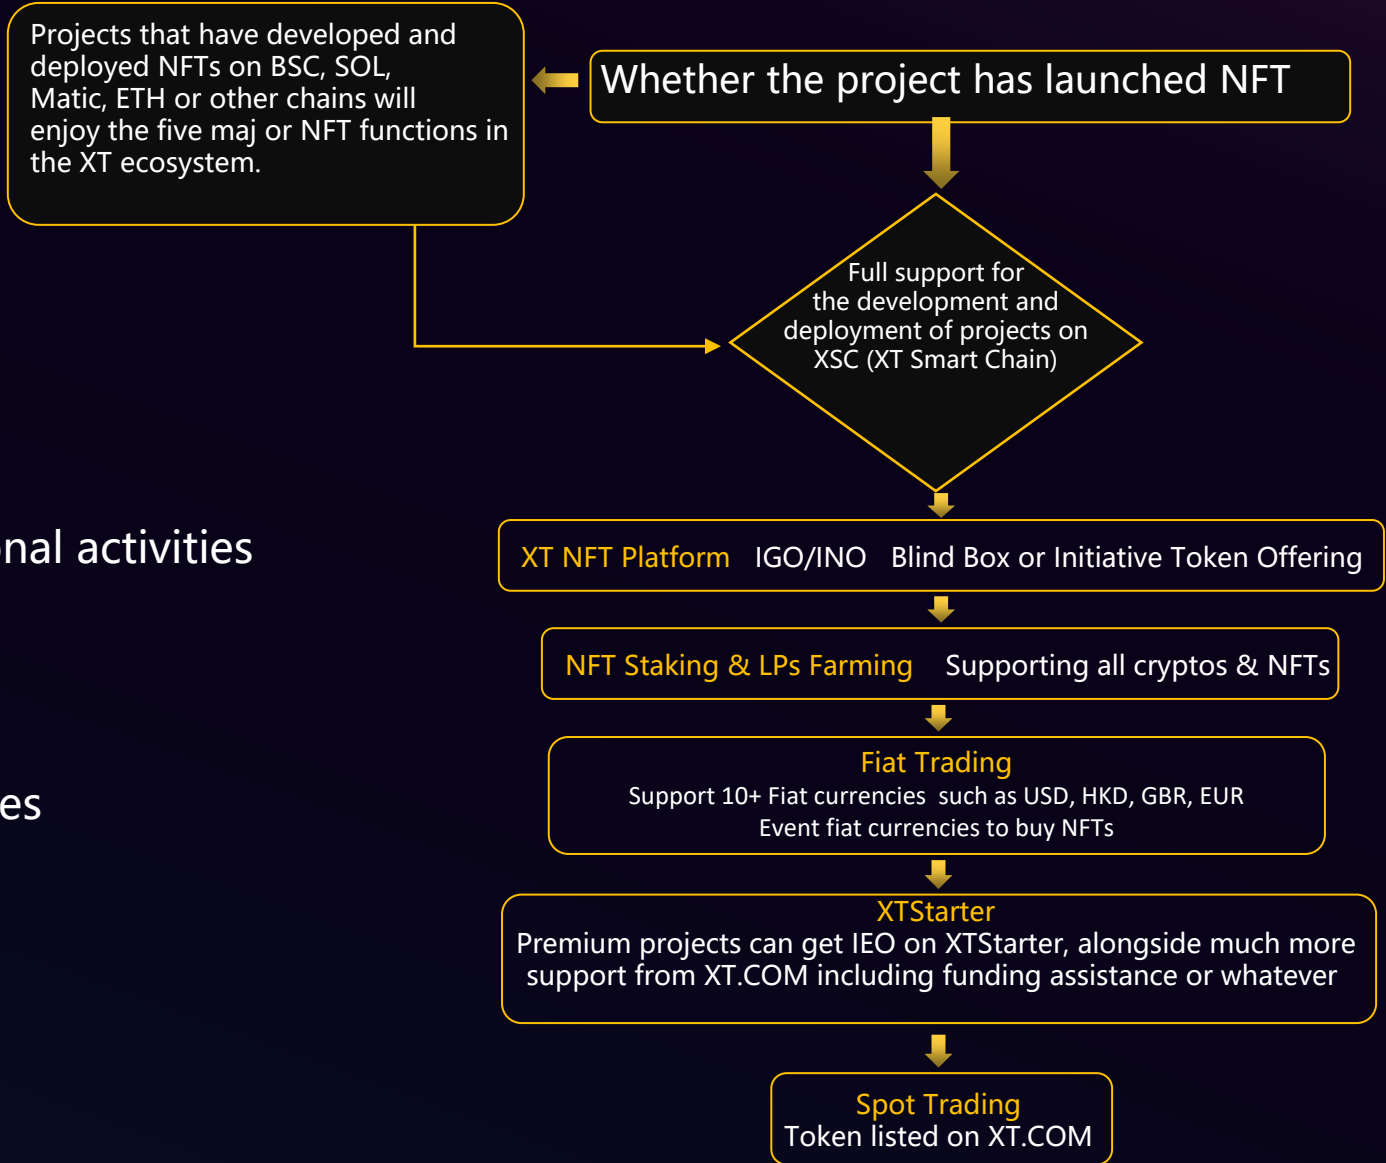 Projects that have developed and
deployed NFTs on BSC, SOL,
Matic, ETH or other chains will
enjoy the five maj or NFT functions in
the XT ecosystem.
Whether the project has launched NFT
Full support for
the development and
deployment of projects on
XSC (XT Smart Chain)
onal activities
XT NFT Platform IGO/INO Blind Box or Initiative Token Offering
NFT Staking & LPs Farming Supporting all cryptos & NFTs
es
Fiat Trading
Support 10+ Fiat currencies such as USD, HKD, GBR, EUR
Event fiat currencies to buy NFTs
XTStarter
Premium projects can get IEO on XTStarter, alongside much more
support from XT.COM including funding assistance or whatever
Spot Trading
Token listed on XT.COM